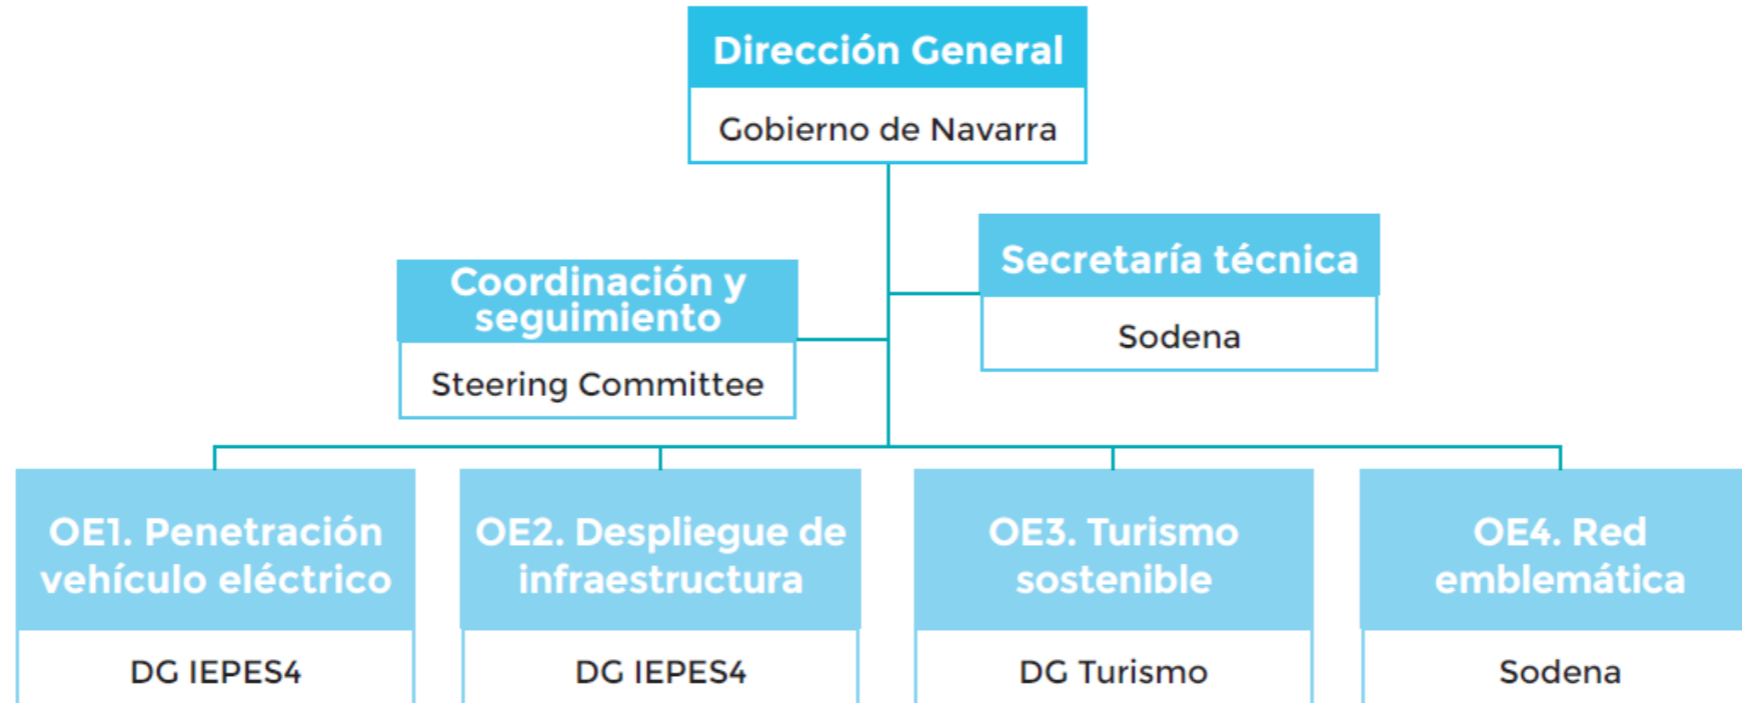 Dirección General
Gobierno de Navarra
Secretaría técnica
Sodena
Coordinación y
seguimiento
Steering Committee
OE1. Penetración
vehículo eléctrico
DG IEPES4
OE2. Despliegue de
infraestructura
DG IEPES4
OE3. Turismo
sostenible
DG Turismo
OE4. Red
emblemática
Sodena